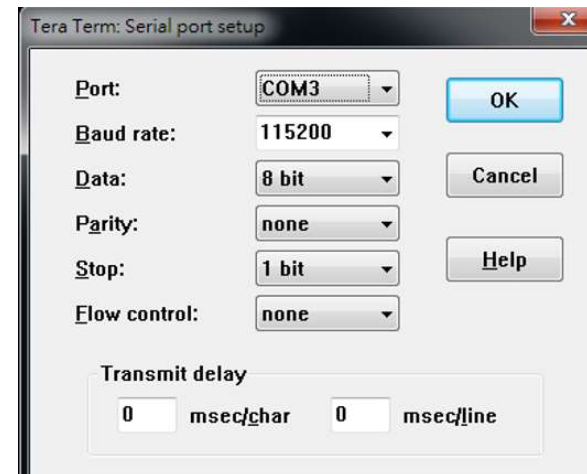 Tera Term: Serial port setup
x
Port: COM3
OK
Baud rate: 115200
Data: 8 bit
Cancel
Parity: none
Stop: 1 bit
Help
Flow control: none
Transmit delay
0 msec/char 0 msec/line